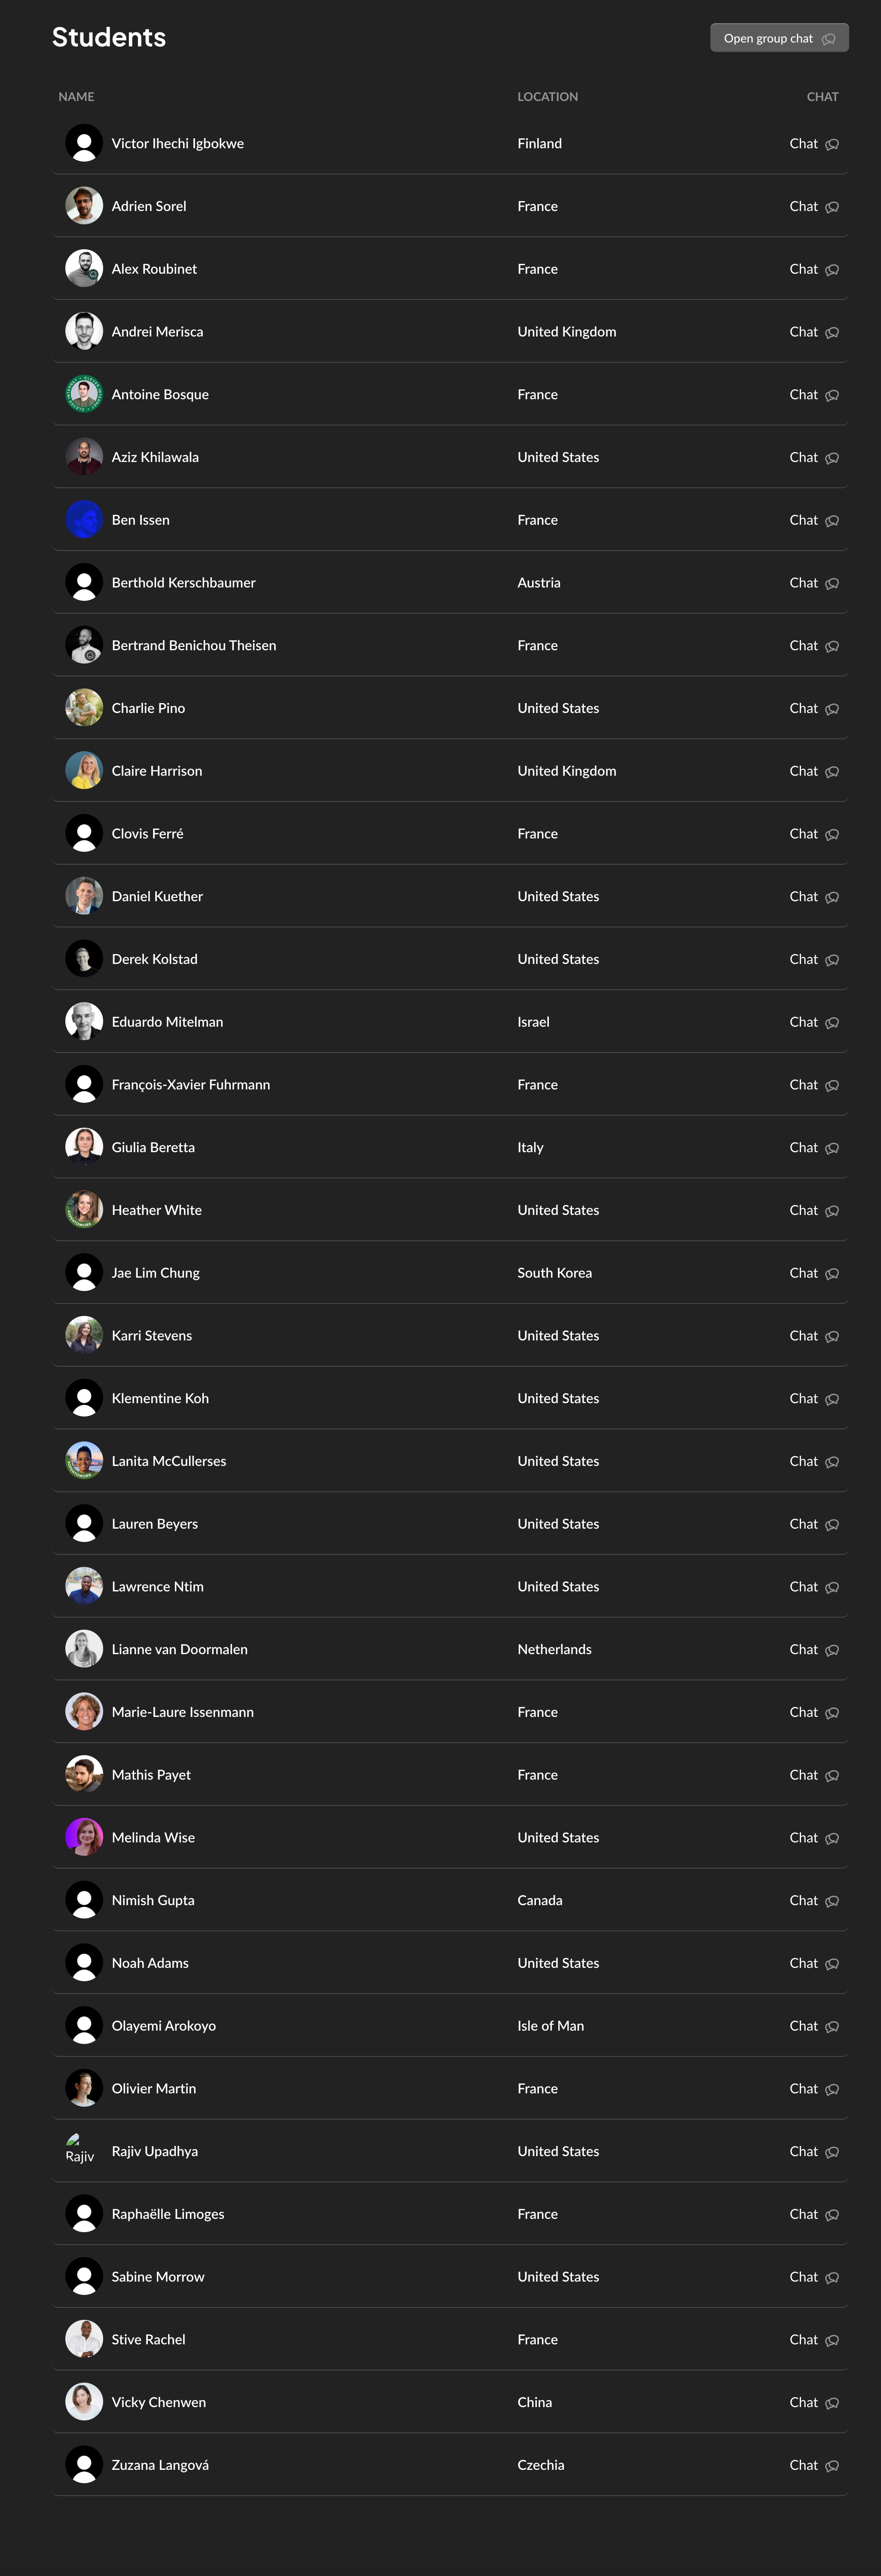 Students
Open group chat
NAME LOCATION CHAT
Victor Ihechi Igbokwe Finland Chat
Adrien Sorel France Chat
Alex Roubinet France Chat
Andrei Merisca United Kingdom Chat
Antoine Bosque France Chat
Aziz Khilawala United States Chat
Ben Issen France Chat
Berthold Kerschbaumer Austria Chat
Bertrand Benichou Theisen France Chat
Charlie Pino United States Chat
Claire Harrison United Kingdom Chat
Clovis Ferré France Chat
Daniel Kuether United States Chat
Derek Kolstad United States Chat
Eduardo Mitelman Israel Chat
François-Xavier Fuhrmann France Chat
Giulia Beretta Italy Chat
Heather White United States Chat
Jae Lim Chung South Korea Chat
Karri Stevens United States Chat
Klementine Koh United States Chat
Lanita McCullerses United States Chat
Lauren Beyers United States Chat
Lawrence Ntim United States Chat
Lianne van Doormalen Netherlands Chat
Marie-Laure Issenmann France Chat
Mathis Payet France Chat
Melinda Wise United States Chat
Nimish Gupta Canada Chat
Noah Adams United States Chat
Olayemi Arokoyo Isle of Man Chat
Olivier Martin France Chat
Rajiv Rajiv Upadhya United States Chat
Raphaëlle Limoges France Chat
Sabine Morrow United States Chat
Stive Rachel France Chat
Vicky Chenwen China Chat
Zuzana Langová Czechia Chat